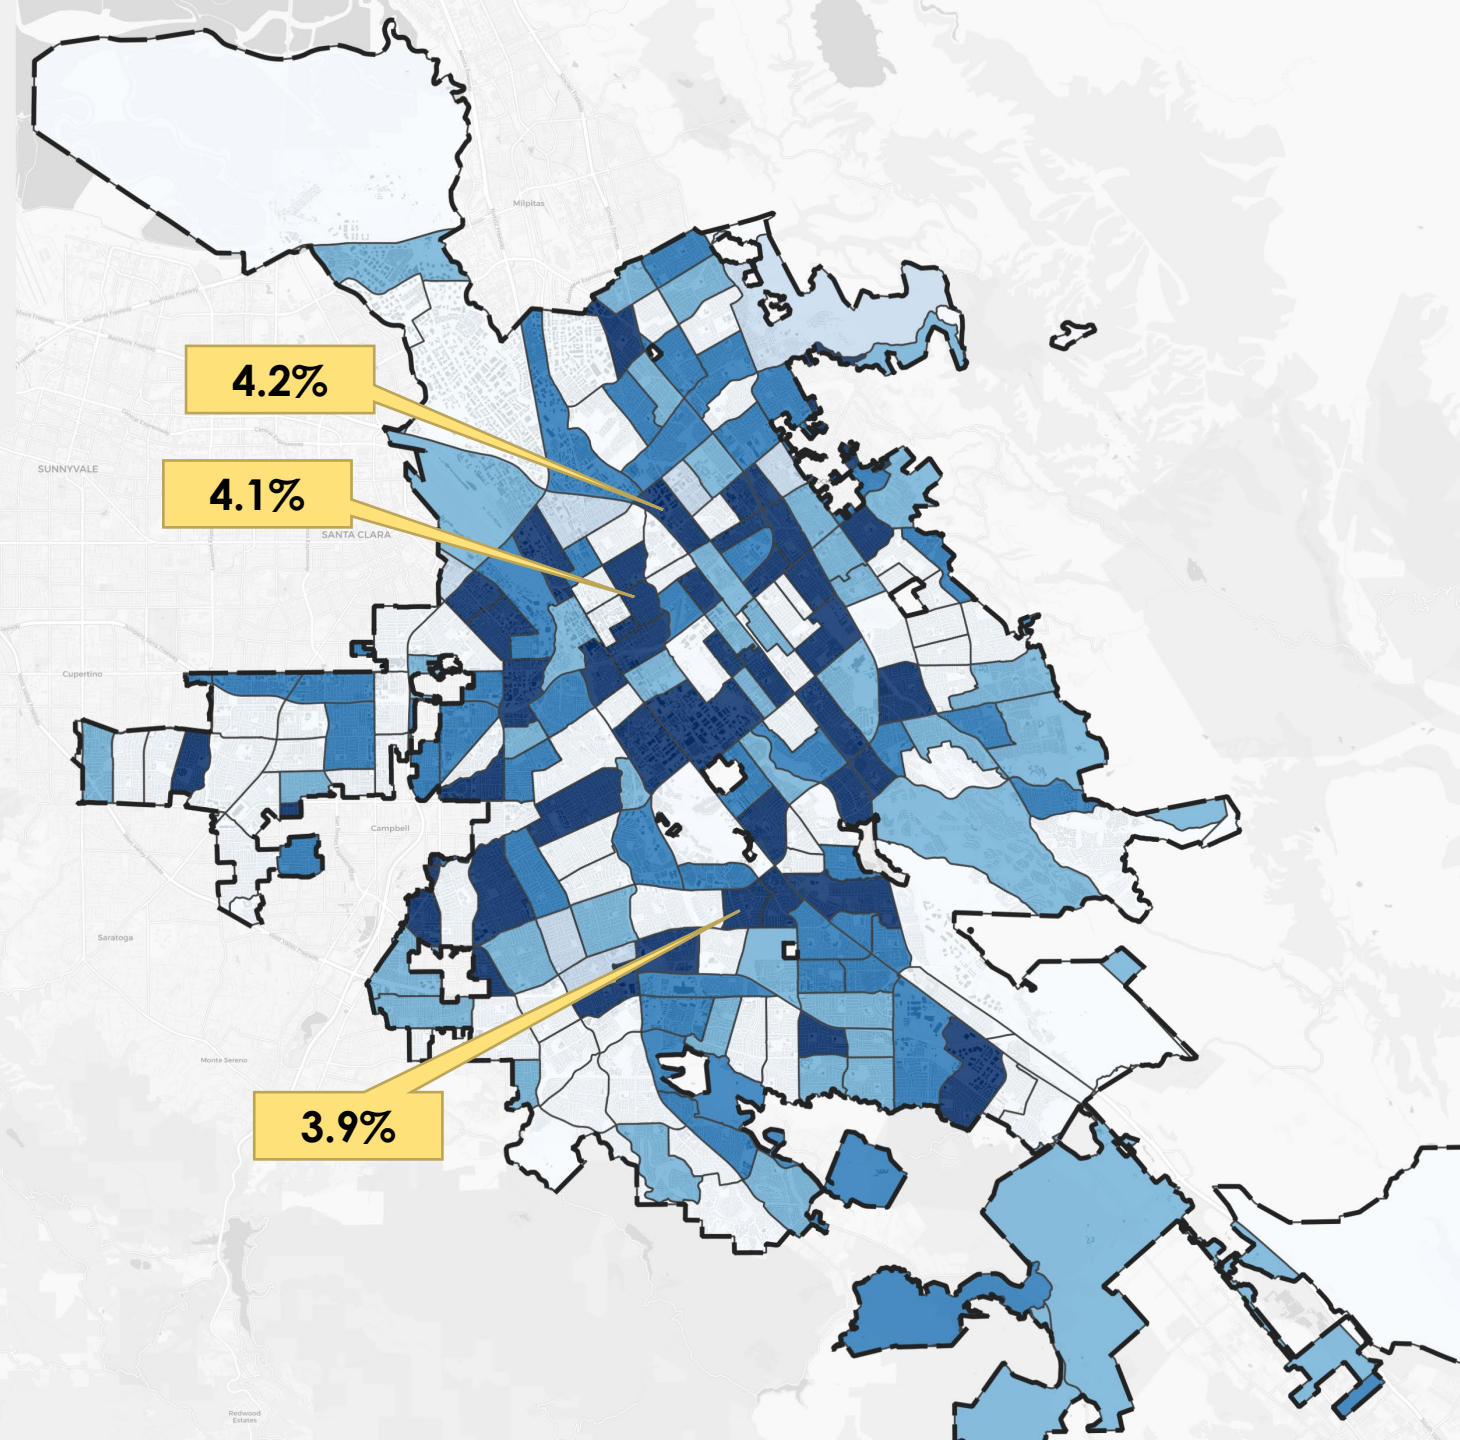 Milpitas
4.2%
SUNNYVALE
4.1%
SANTA CLARA
Cupertino
Campbell
Saratoga
Monte Sereno
3.9%
Redwood
Estates